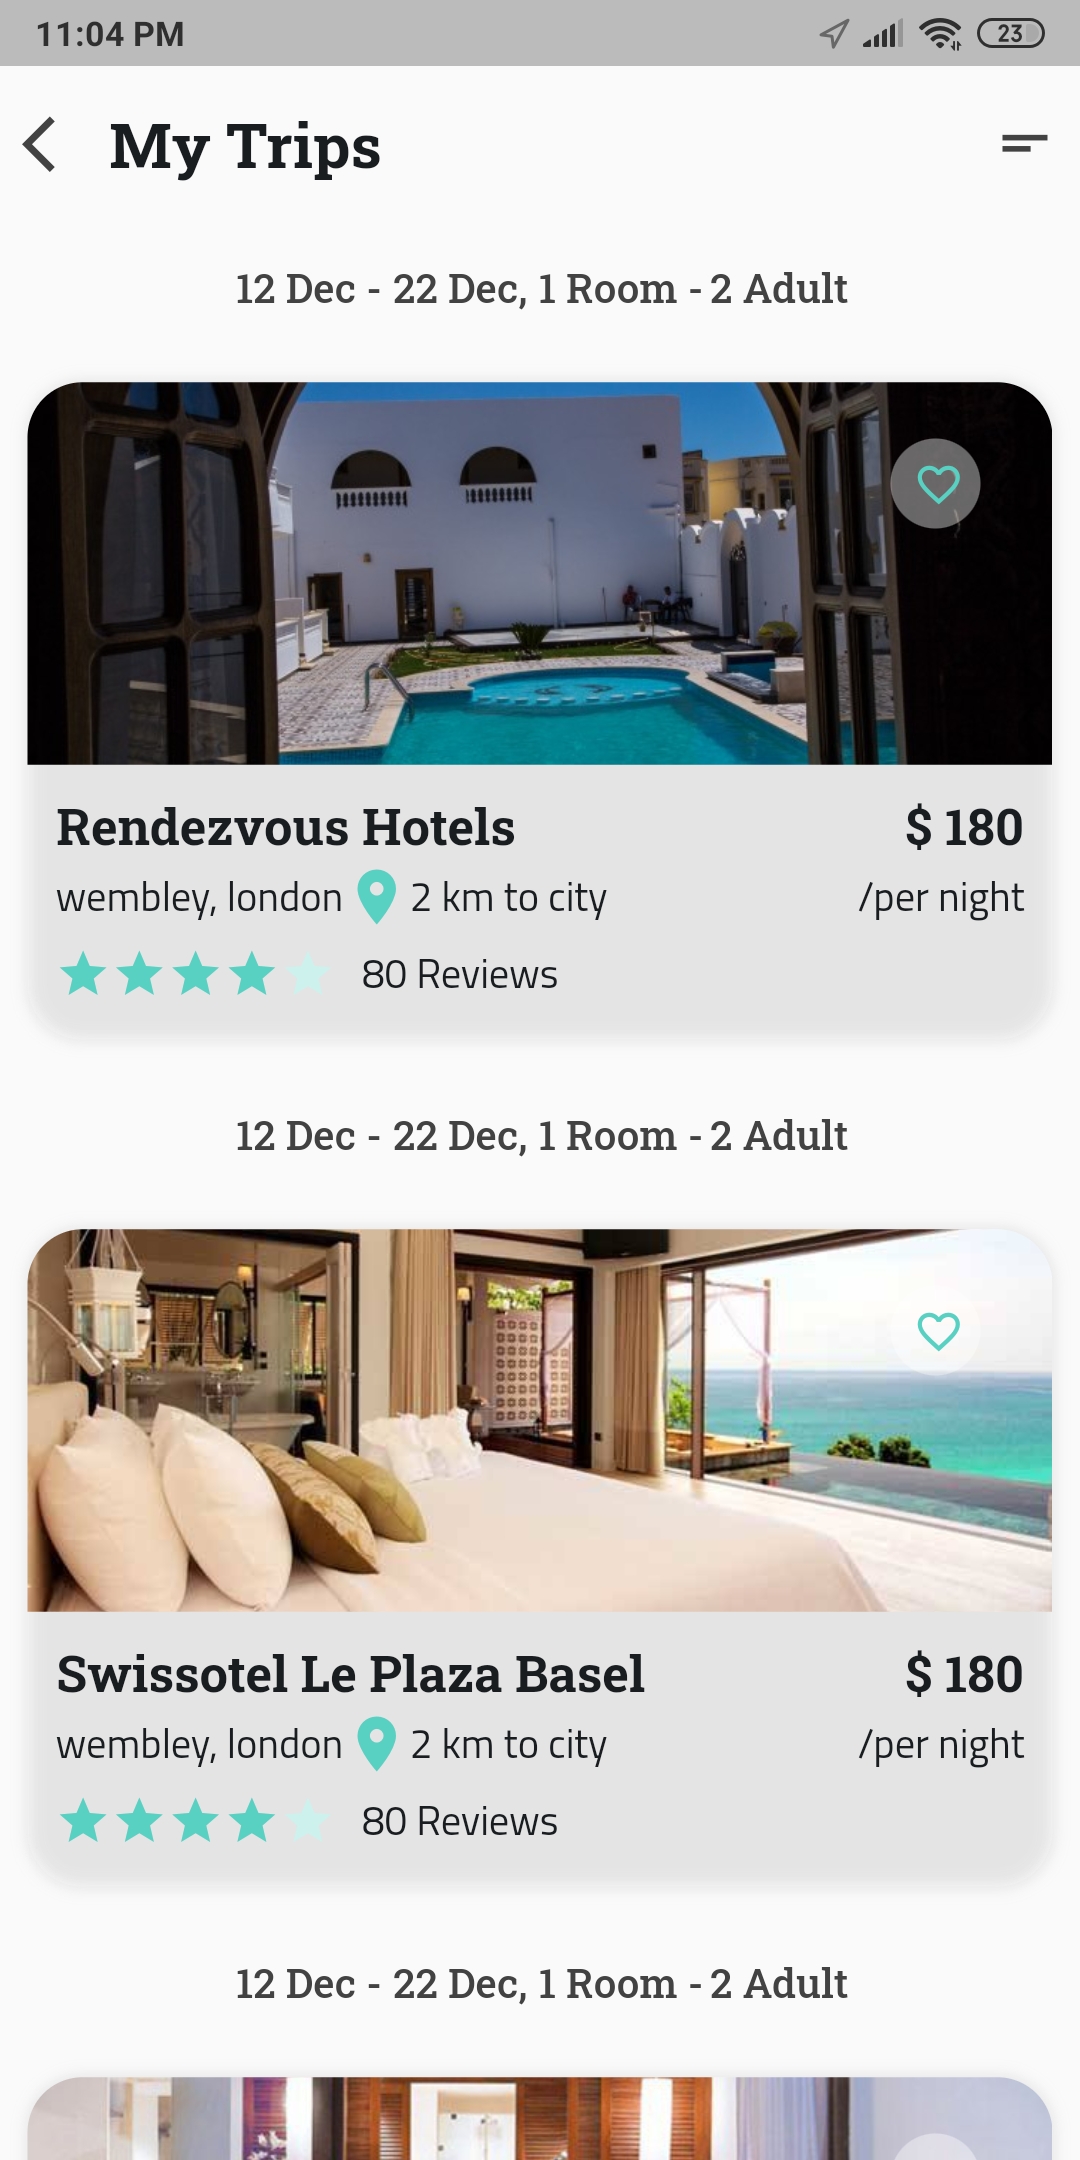 11:04 PM 23
My Trips
12 Dec - 22 Dec, 1 Room - 2 Adult
Rendezvous Hotels $ 180
wembley, london 2 km to city /per night
80 Reviews
12 Dec - 22 Dec, 1 Room - 2 Adult
Swissotel Le Plaza Basel $ 180
wembley, london 2 km to city /per night
80 Reviews
12 Dec - 22 Dec, 1 Room - 2 Adult